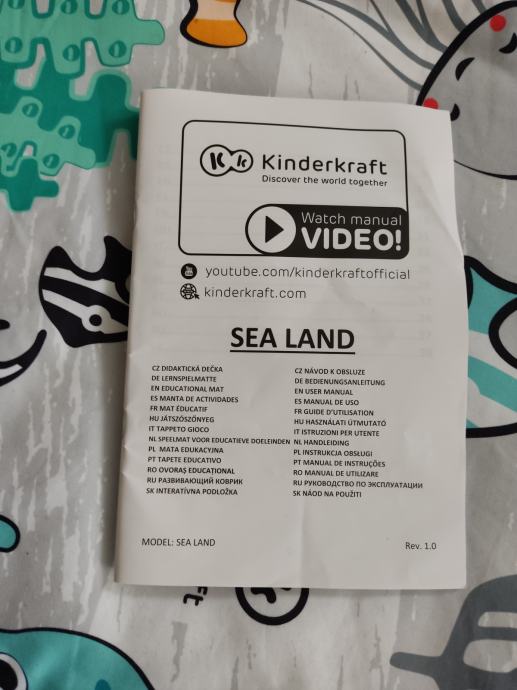 Kk Kinderkraft
Discover the world together
Watch manual
VIDEO!
youtube.com/kinderkraftofficial
kinderkraft.com
SEA LAND
CZ DIDAKTICKÁ DEČKA
DE LERNSPIELMATTE
EN EDUCATIONAL MAT
ES MANTA DE ACTIVIDADES
FR MAT ÉDUCATIF
HU JÁTSZÓSZŐNYEG
IT TAPPETO GIOCO
NL SPEELMAT VOOR EDUCATIEVE DOELEINDEN
PL MATA EDUKACYJNA
PT TAPETE EDUCATIVO
RO OVORAȘ EDUCAȚIONAL
RU РАЗВИВАЮЩИЙ КОВРИК
SK INTERATÍVNA PODLOŽKA
CZ NÁVOD K OBSLUZE
DE BEDIENUNGSANLEITUNG
EN USER MANUAL
ES MANUAL DE USO
FR GUIDE D'UTILISATION
HU HASZNÁLATI ÚTMUTATÓ
IT ISTRUZIONI PER UTENTE
NL HANDLEIDING
PL INSTRUKCJA OBSŁUGI
PT MANUAL DE INSTRUÇÕES
RO MANUAL DE UTILIZARE
RU РУКОВОДСТВО ПО ЭКСПЛУАТАЦИИ
SK NÁOD NA POUŽITI
MODEL: SEA LAND
Rev. 1.0